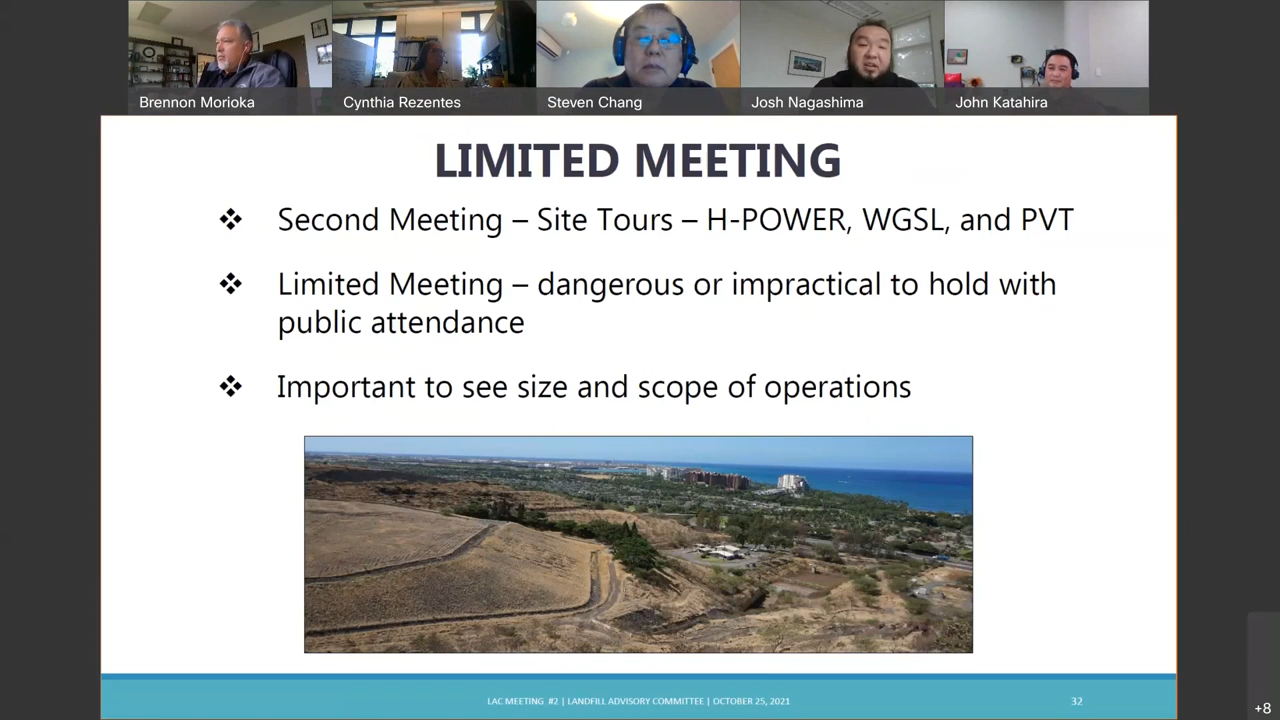 Brennon Morioka
Cynthia Rezentes
Steven Chang
Josh Nagashima
John Katahira
LIMITED MEETING
❖ Second Meeting – Site Tours – H-POWER, WGSL, and PVT
❖ Limited Meeting – dangerous or impractical to hold with
public attendance
❖ Important to see size and scope of operations
LAC MEETING #2 | LANDFILL ADVISORY COMMITTEE | OCTOBER 25, 2021
32
+8